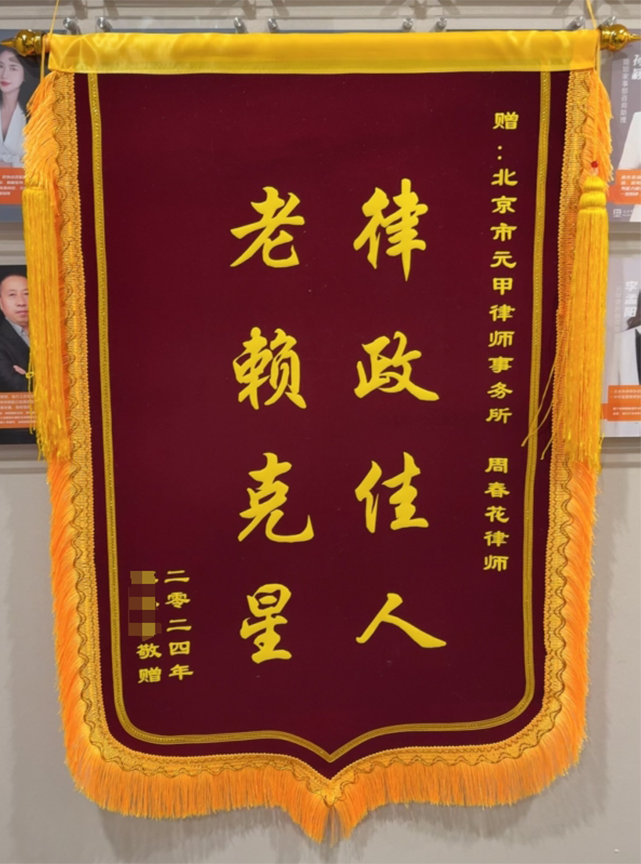 赠:北京市元甲律师事务所 周春花律师
律政佳人
老赖克星
二零二四年
敬赠